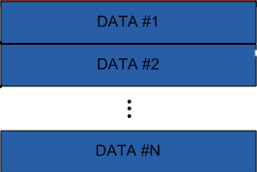 DATA #1
DATA #2
⋮
DATA #N